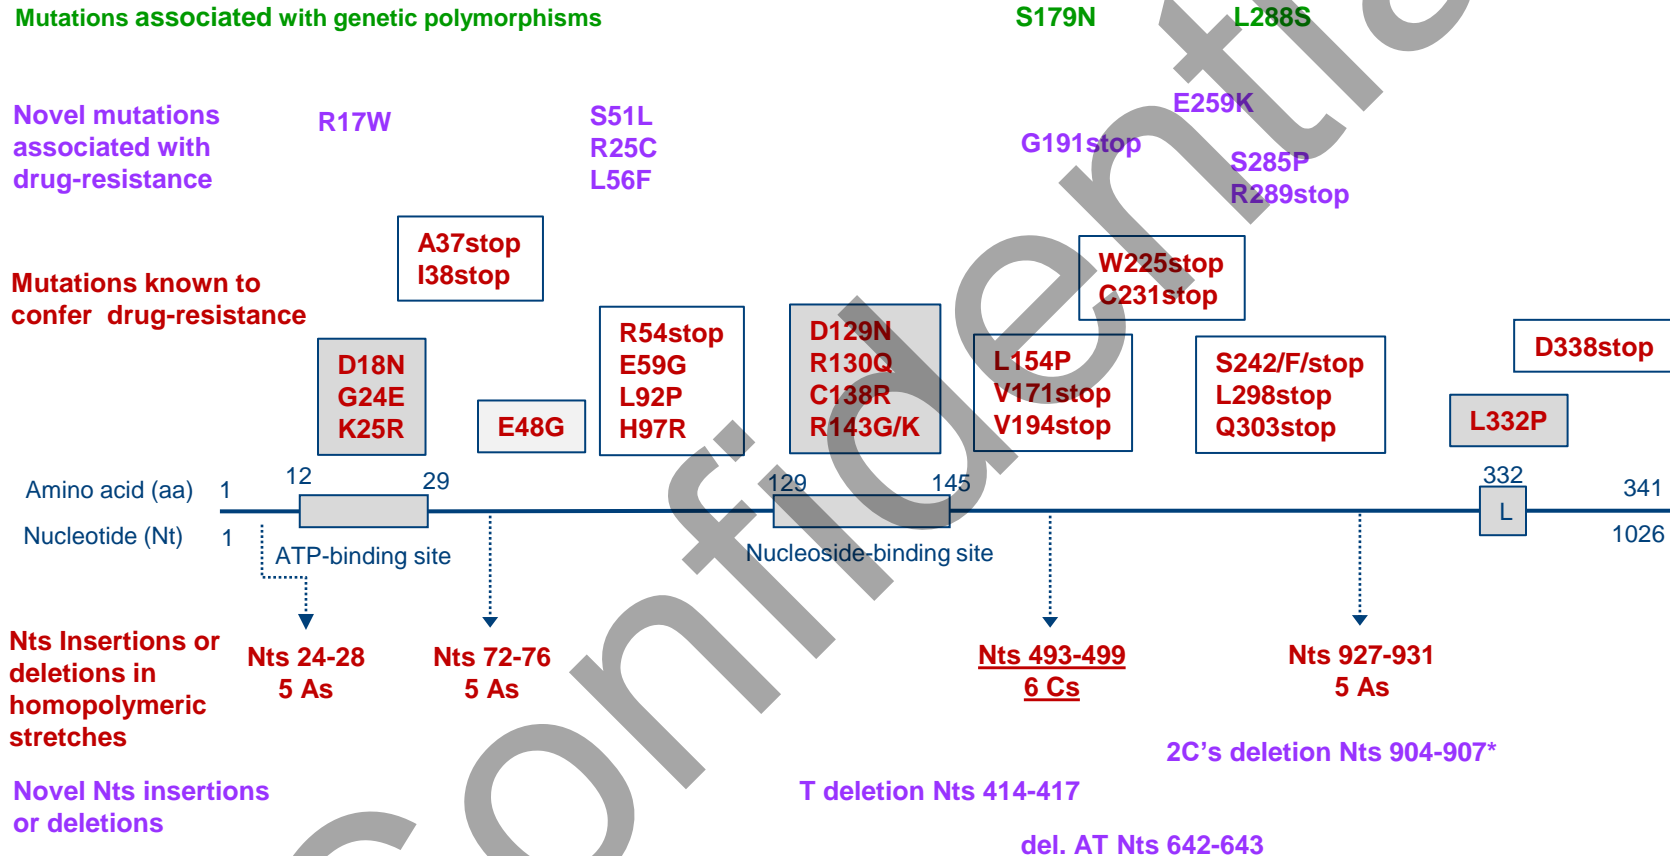 Mutations associated with genetic polymorphisms
S179N
L288S
Novel mutations
associated with
drug-resistance
R17W
S51L
R25C
L56F
G191stop
E259K
S285P
R289stop
Mutations known to
confer drug-resistance
A37stop
I38stop
D18N
G24E
K25R
E48G
R54stop
E59G
L92P
H97R
D129N
R130Q
C138R
R143G/K
L154P
V171stop
V194stop
W225stop
C231stop
S242/F/stop
L298stop
Q303stop
L332P
D338stop
Amino acid (aa) 1 12 29 129 145 332 341
L
Nucleotide (Nt) 1 1026
ATP-binding site
Nucleoside-binding site
Nts Insertions or
deletions in
homopolymeric
stretches
Nts 24-28
5 As
Nts 72-76
5 As
Nts 493-499
6 Cs
Nts 927-931
5 As
Novel Nts insertions
or deletions
2C's deletion Nts 904-907*
T deletion Nts 414-417
del. AT Nts 642-643
Confidential